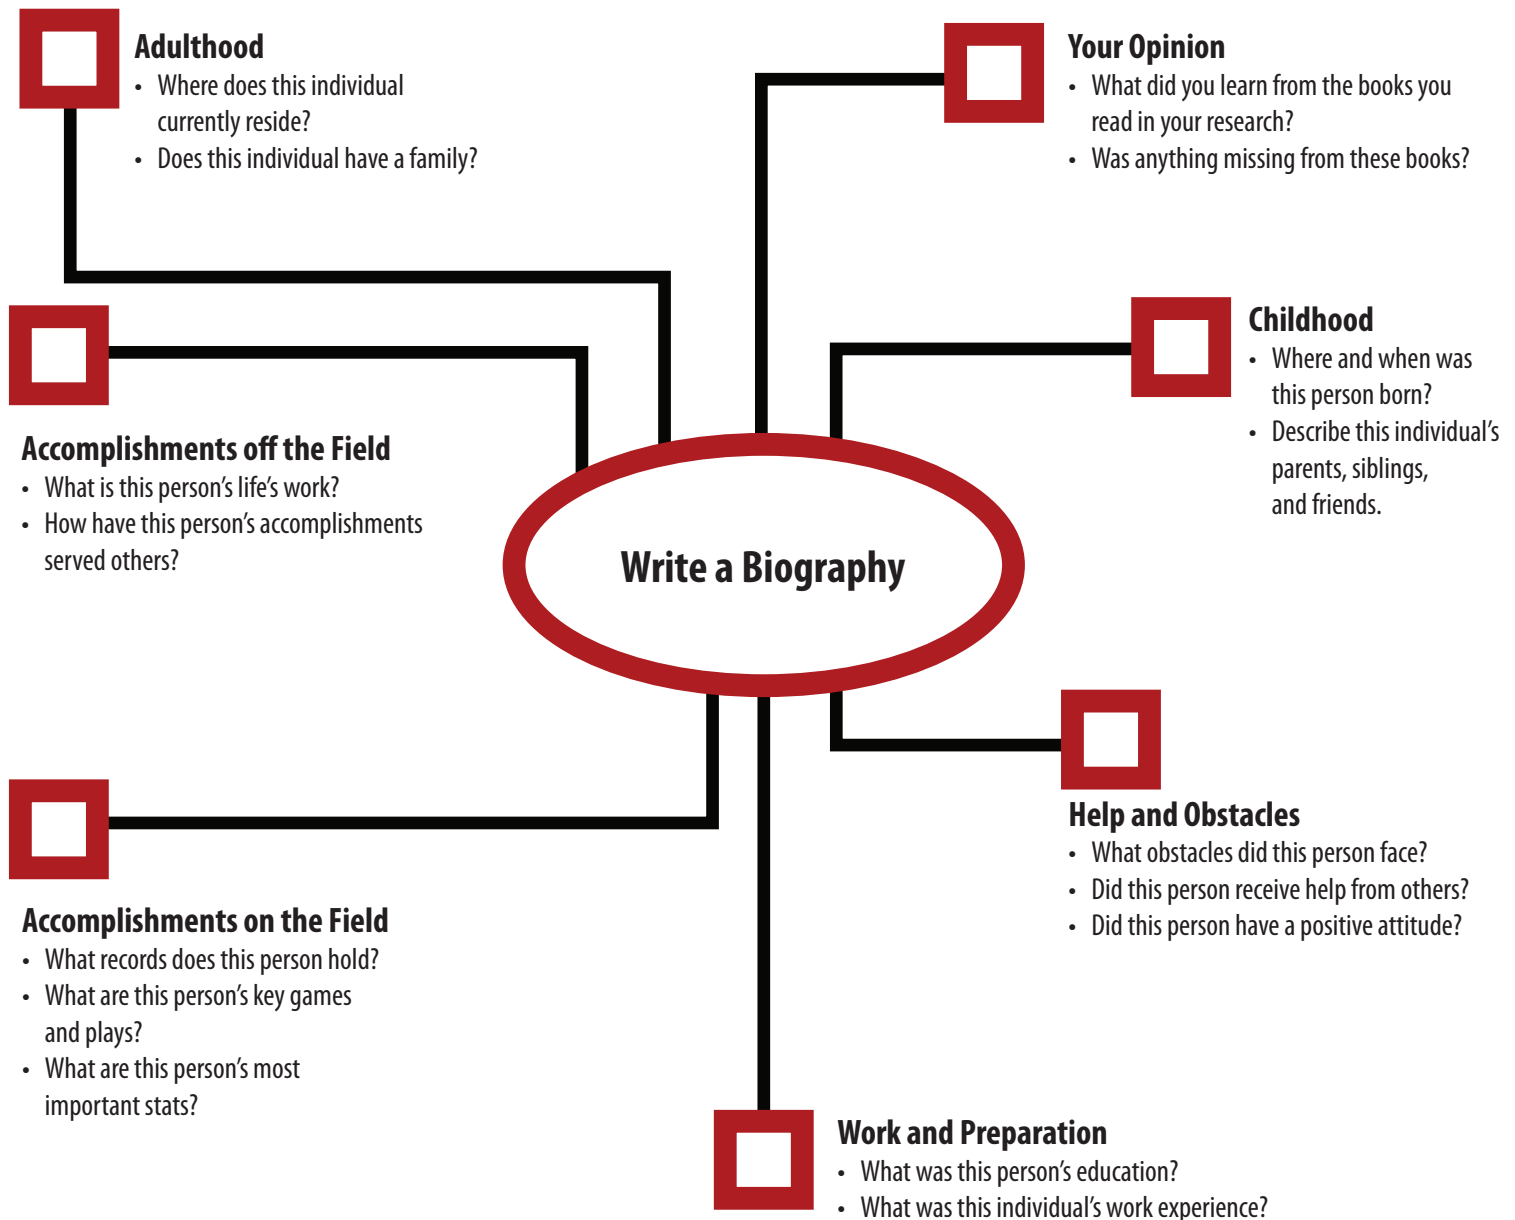 Adulthood
• Where does this individual
currently reside?
• Does this individual have a family?
Your Opinion
• What did you learn from the books you
read in your research?
• Was anything missing from these books?
Childhood
• Where and when was
this person born?
• Describe this individual’s
parents, siblings,
and friends.
Accomplishments off the Field
• What is this person’s life’s work?
• How have this person’s accomplishments
served others?
Write a Biography
Help and Obstacles
• What obstacles did this person face?
• Did this person receive help from others?
• Did this person have a positive attitude?
Accomplishments on the Field
• What records does this person hold?
• What are this person’s key games
and plays?
• What are this person’s most
important stats?
Work and Preparation
• What was this person’s education?
• What was this individual’s work experience?